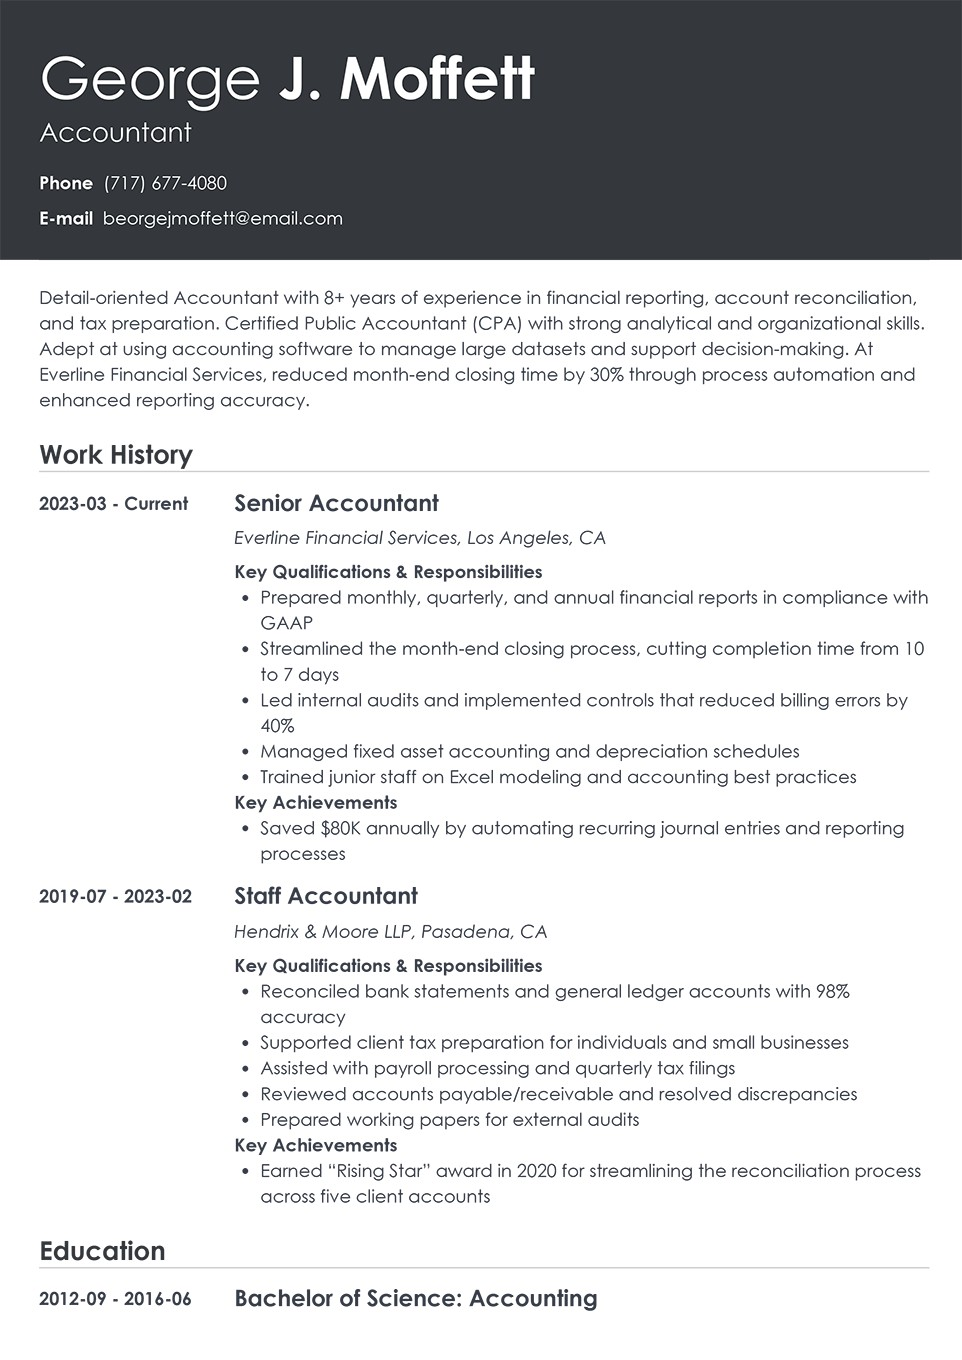 George J. Moffett
Accountant
Phone (717) 677-4080
E-mail beorgejmoffett@email.com
Detail-oriented Accountant with 8+ years of experience in financial reporting, account reconciliation,
and tax preparation. Certified Public Accountant (CPA) with strong analytical and organizational skills.
Adept at using accounting software to manage large datasets and support decision-making. At
Everline Financial Services, reduced month-end closing time by 30% through process automation and
enhanced reporting accuracy.
Work History
2023-03 - Current Senior Accountant
Everline Financial Services, Los Angeles, CA
Key Qualifications & Responsibilities
• Prepared monthly, quarterly, and annual financial reports in compliance with
GAAP
• Streamlined the month-end closing process, cutting completion time from 10
to 7 days
• Led internal audits and implemented controls that reduced billing errors by
40%
• Managed fixed asset accounting and depreciation schedules
• Trained junior staff on Excel modeling and accounting best practices
Key Achievements
• Saved $80K annually by automating recurring journal entries and reporting
processes
2019-07 - 2023-02 Staff Accountant
Hendrix & Moore LLP, Pasadena, CA
Key Qualifications & Responsibilities
• Reconciled bank statements and general ledger accounts with 98%
accuracy
• Supported client tax preparation for individuals and small businesses
• Assisted with payroll processing and quarterly tax filings
• Reviewed accounts payable/receivable and resolved discrepancies
• Prepared working papers for external audits
Key Achievements
• Earned “Rising Star” award in 2020 for streamlining the reconciliation process
across five client accounts
Education
2012-09 - 2016-06 Bachelor of Science: Accounting